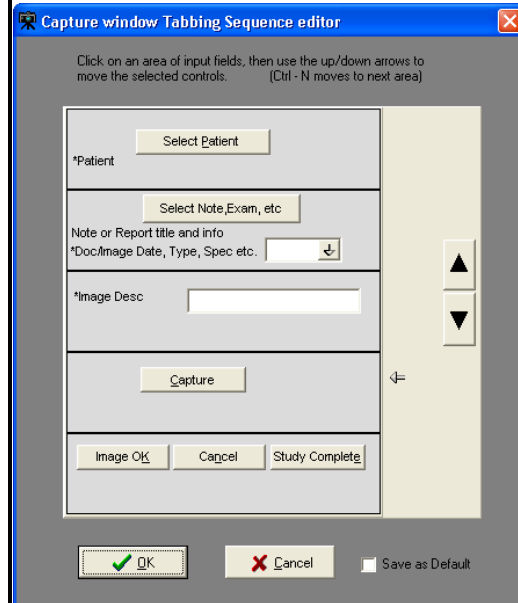 Capture window Tabbing Sequence editor
Click on an area of input fields, then use the up/down arrows to
move the selected controls. (Ctrl - N moves to next area)
Select Patient
*Patient
Select Note,Exam, etc
Note or Report title and info
*Doc/Image Date, Type, Spec etc.
*Image Desc
Capture
Image OK Cancel Study Complete
OK Cancel Save as Default